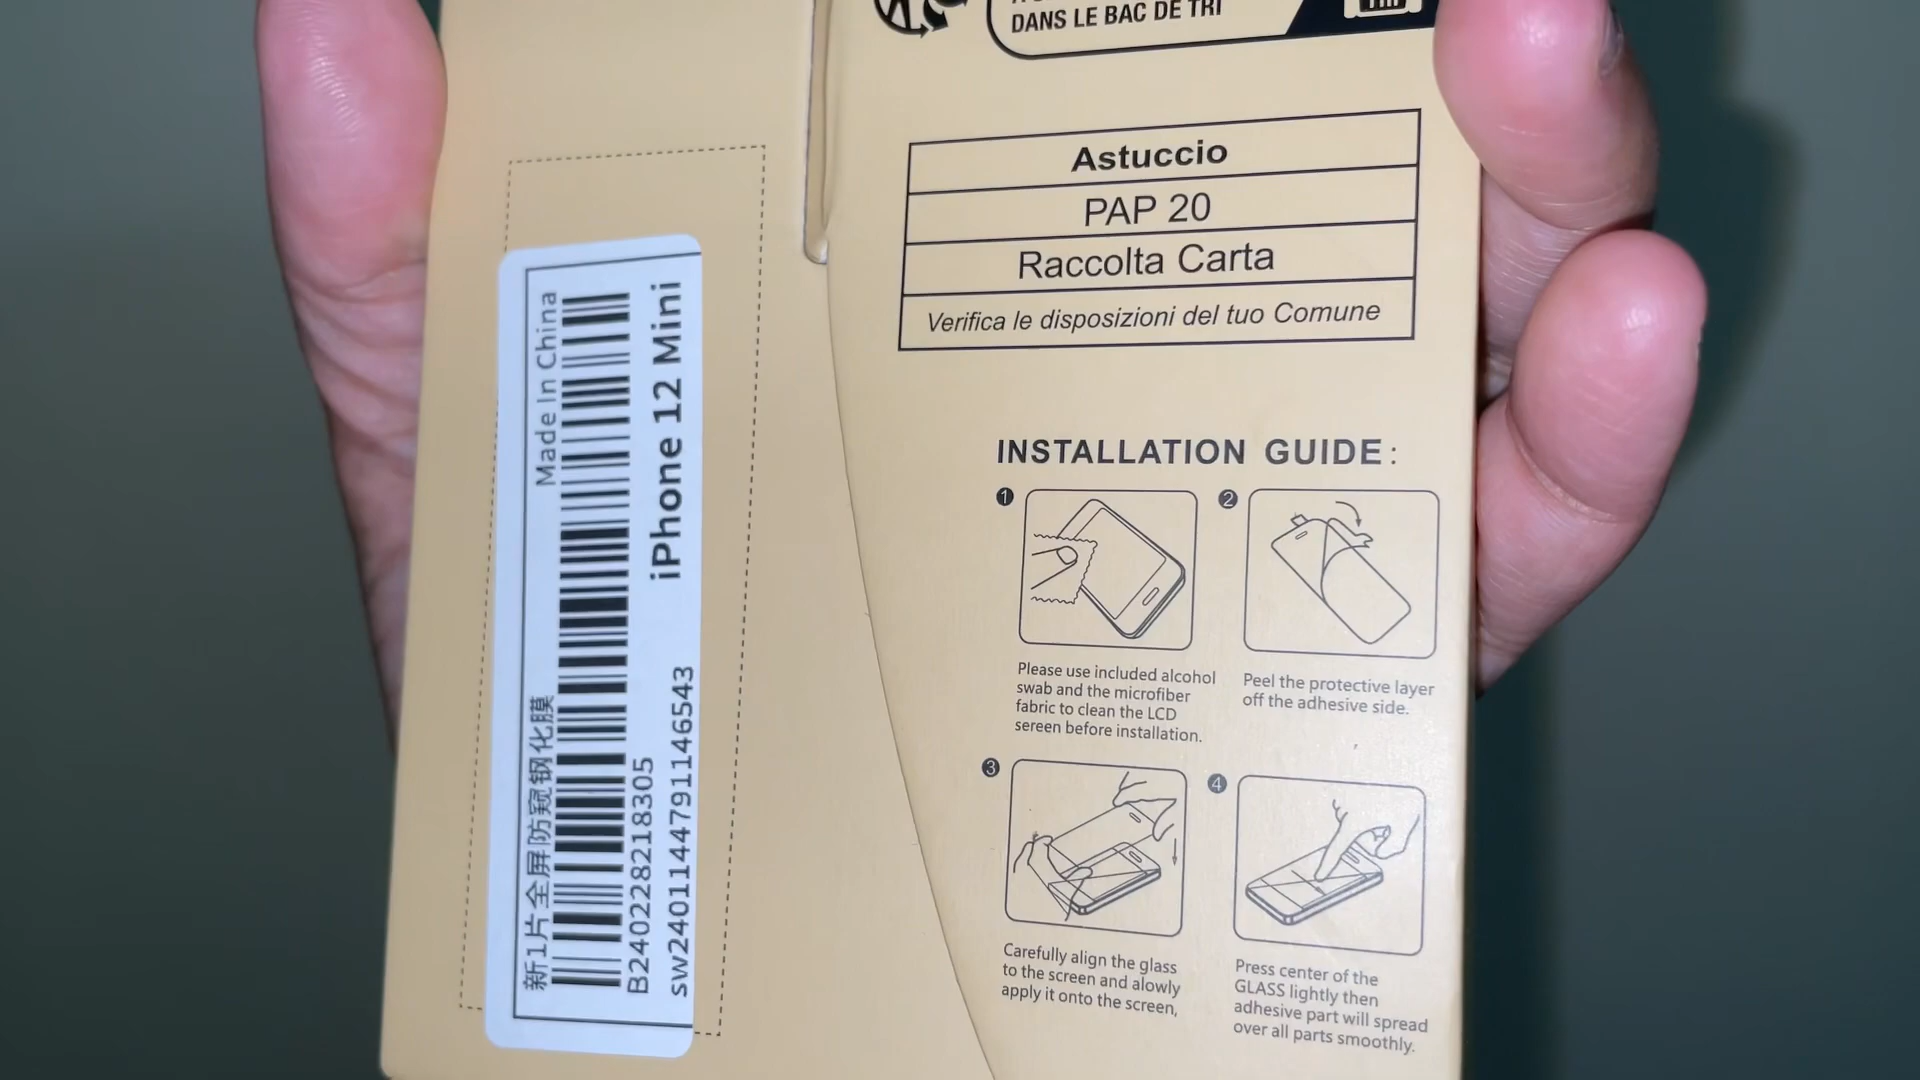 DANS LE BAC DE TRI
Astuccio
PAP 20
Raccolta Carta
Verifica le disposizioni del tuo Comune
INSTALLATION GUIDE:
1
Please use included alcohol
swab and the microfiber
fabric to clean the LCD
sereen before installation.
2
Peel the protective layer
off the adhesive side.
3
Carefully align the glass
to the screen and alowly
apply it onto the screen,
4
Press center of the
GLASS lightly then
adhesive part will spread
over all parts smoothly.
新1片全屏防窥钢化膜 Made In China
B240228218305
iPhone 12 Mini
sw2401144791146543